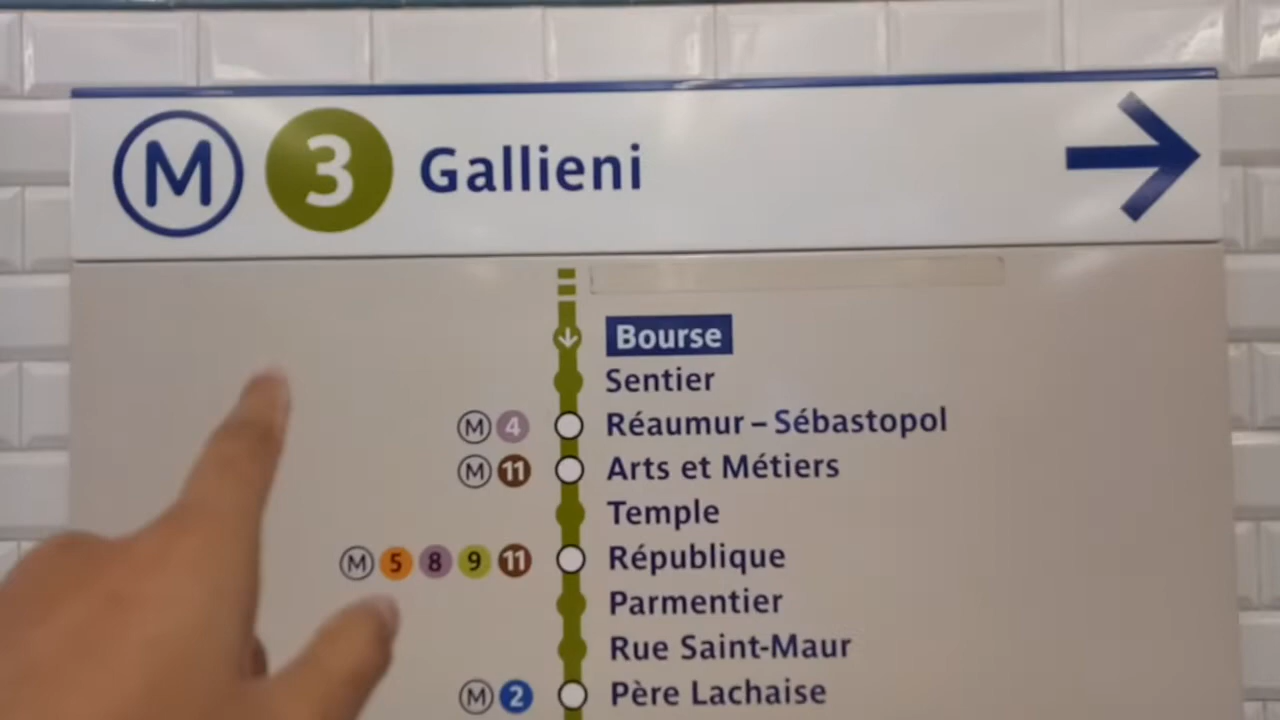 M 3 Gallieni
Bourse
Sentier
M 4 Réaumur – Sébastopol
M 11 Arts et Métiers
Temple
M 5 8 9 11 République
Parmentier
Rue Saint-Maur
M 2 Père Lachaise